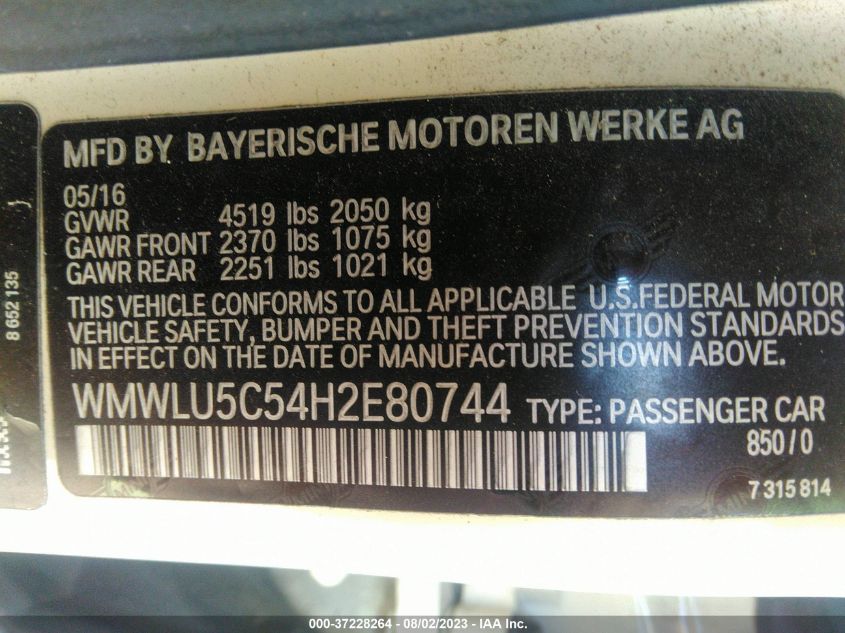 MFD BY BAYERISCHE MOTOREN WERKE AG
05/16
GVWR 4519 lbs 2050 kg
GAWR FRONT 2370 lbs 1075 kg
GAWR REAR 2251 lbs 1021 kg
THIS VEHICLE CONFORMS TO ALL APPLICABLE U.S.FEDERAL MOTOR
VEHICLE SAFETY, BUMPER AND THEFT PREVENTION STANDARDS
IN EFFECT ON THE DATE OF MANUFACTURE SHOWN ABOVE.
WMWLU5C54H2E80744 TYPE: PASSENGER CAR
850/0
7 315 814
8 652 135
000-37228264 - 08/02/2023 - IAA Inc.